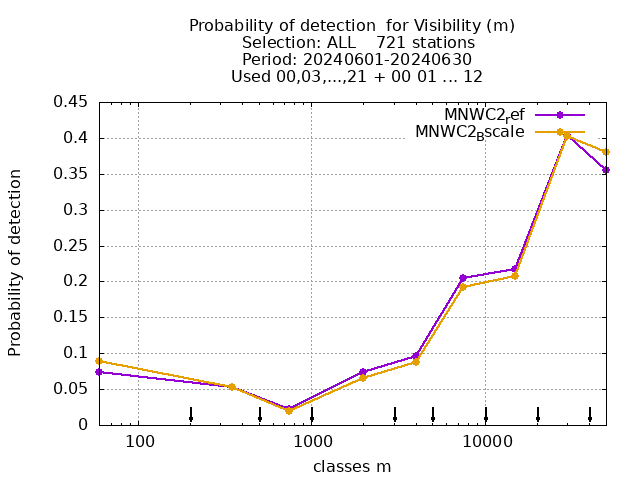 Probability of detection  for Visibility (m)
Selection: ALL    721 stations
Period: 20240601-20240630
Used 00,03,...,21 + 00 01 ... 12
MNWC2ref
MNWC2Bscale
Probability of detection
0.45
0.4
0.35
0.3
0.25
0.2
0.15
0.1
0.05
0
100 1000 10000
classes m